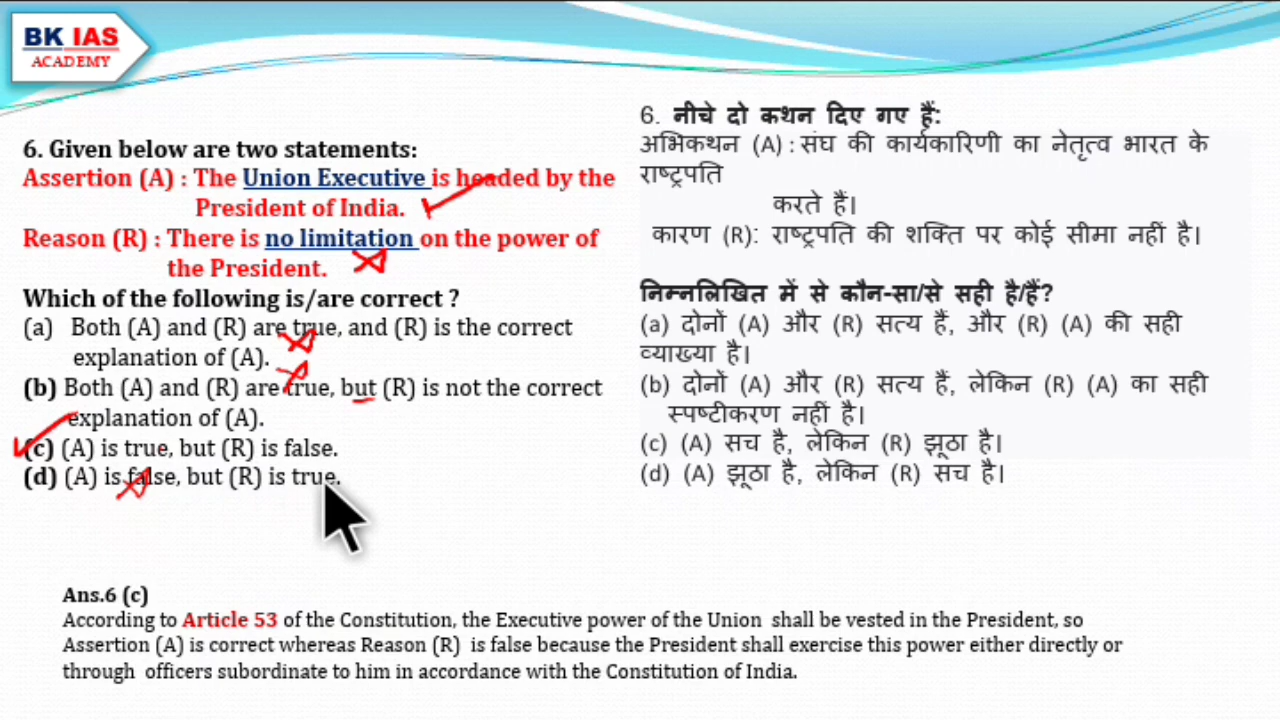 BK IAS
ACADEMY
6. Given below are two statements:
Assertion (A) : The Union Executive is headed by the
President of India.
Reason (R) : There is no limitation on the power of
the President.
Which of the following is/are correct ?
(a) Both (A) and (R) are true, and (R) is the correct
explanation of (A).
(b) Both (A) and (R) are true, but (R) is not the correct
explanation of (A).
(c) (A) is true, but (R) is false.
(d) (A) is false, but (R) is true.
6. नीचे दो कथन दिए गए हैं:
अभिकथन (A) : संघ की कार्यकारिणी का नेतृत्व भारत के
राष्ट्रपति
करते हैं।
कारण (R): राष्ट्रपति की शक्ति पर कोई सीमा नहीं है।
निम्नलिखित में से कौन-सा/से सही है/हैं?
(a) दोनों (A) और (R) सत्य हैं, और (R) (A) की सही
व्याख्या है।
(b) दोनों (A) और (R) सत्य हैं, लेकिन (R) (A) का सही
स्पष्टीकरण नहीं है।
(c) (A) सच है, लेकिन (R) झूठा है।
(d) (A) झूठा है, लेकिन (R) सच है।
Ans.6 (c)
According to Article 53 of the Constitution, the Executive power of the Union shall be vested in the President, so
Assertion (A) is correct whereas Reason (R) is false because the President shall exercise this power either directly or
through officers subordinate to him in accordance with the Constitution of India.